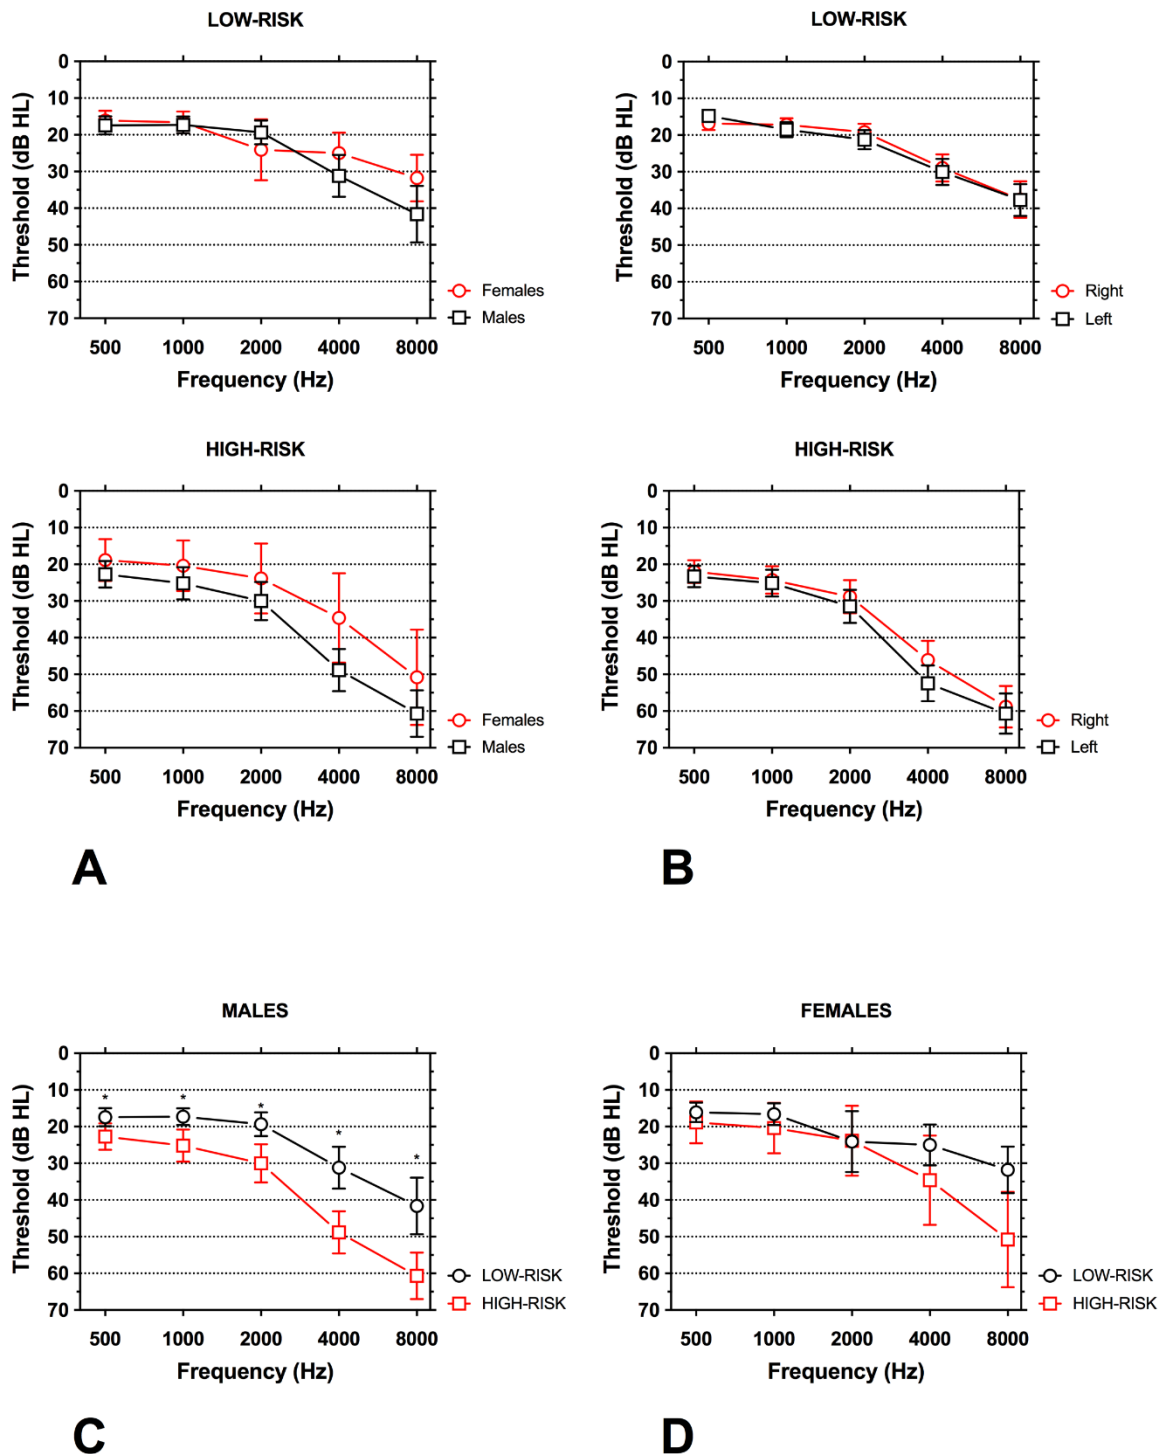 LOW-RISK
0
10
20
30
40
50
60
70
Threshold (dB HL)
500 1000 2000 4000 8000
Frequency (Hz)
Females
Males
LOW-RISK
0
10
20
30
40
50
60
70
Threshold (dB HL)
500 1000 2000 4000 8000
Frequency (Hz)
Right
Left
HIGH-RISK
0
10
20
30
40
50
60
70
Threshold (dB HL)
500 1000 2000 4000 8000
Frequency (Hz)
Females
Males
A
HIGH-RISK
0
10
20
30
40
50
60
70
Threshold (dB HL)
500 1000 2000 4000 8000
Frequency (Hz)
Right
Left
B
MALES
0
10
20
30
40
50
60
70
Threshold (dB HL)
* * * * *
500 1000 2000 4000 8000
Frequency (Hz)
LOW-RISK
HIGH-RISK
C
FEMALES
0
10
20
30
40
50
60
70
Threshold (dB HL)
500 1000 2000 4000 8000
Frequency (Hz)
LOW-RISK
HIGH-RISK
D